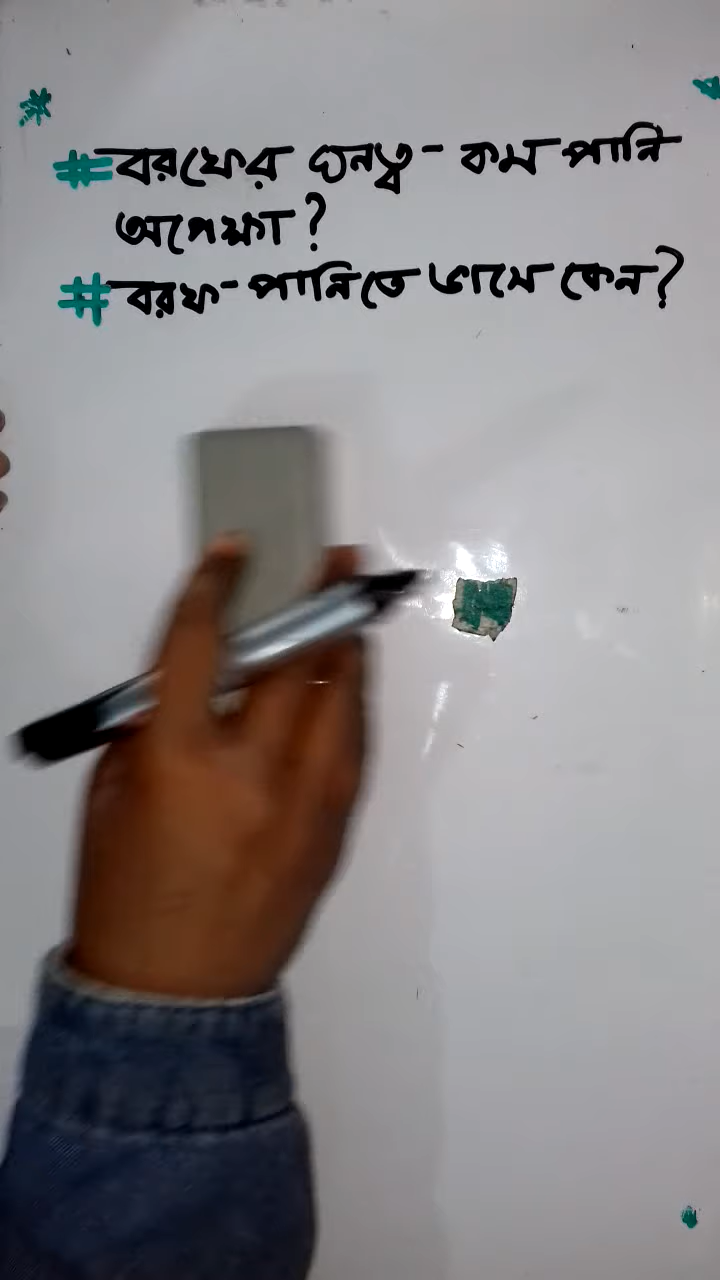 # বরফের ঘনত্ব - কম পানি
অপেক্ষা ?
# বরফ - পানিতে ভাসে কেন ?